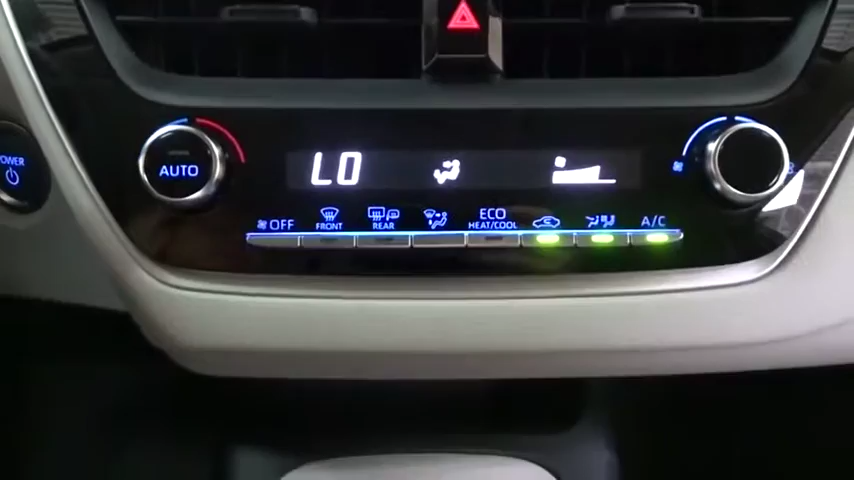 POWER
AUTO
LO
OFF
FRONT
REAR
ECO
HEAT/COOL
A/C